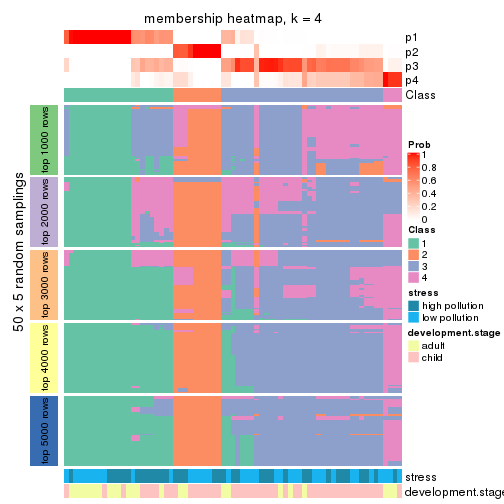 membership heatmap, k = 4
p1
p2
p3
p4
Class
50 x 5 random samplings
top 1000 rows
top 2000 rows
top 3000 rows
top 4000 rows
top 5000 rows
stress
development.stage
Prob
1
0.8
0.6
0.4
0.2
0
Class
1
2
3
4
stress
high pollution
low pollution
development.stage
adult
child